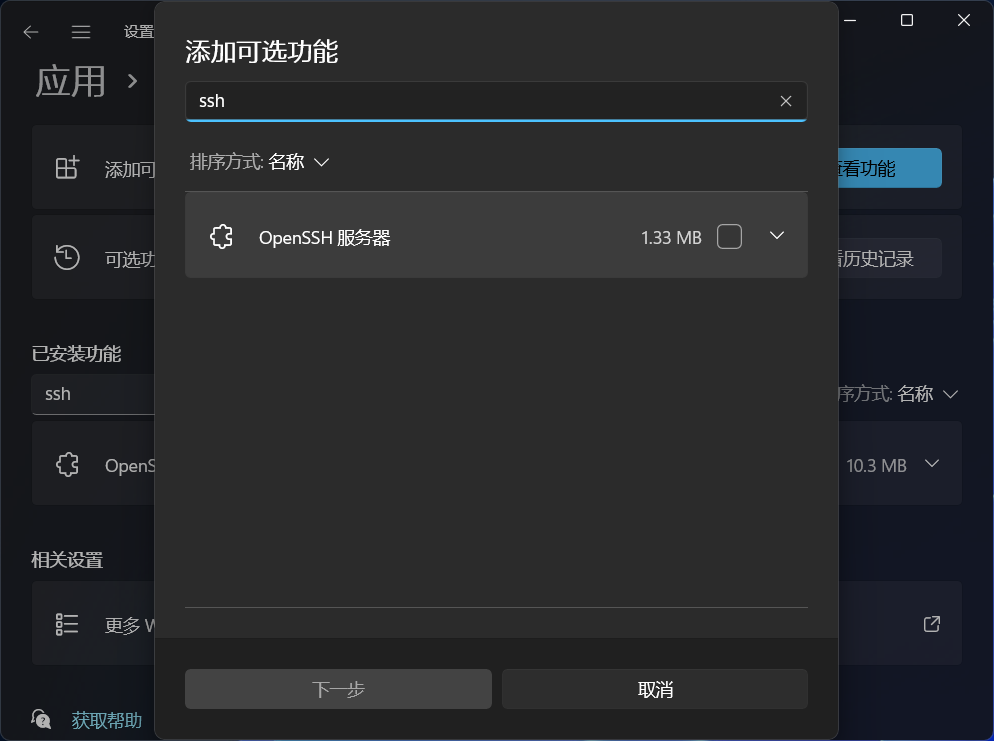 设置
添加可选功能
应用
ssh
排序方式: 名称
添加可
查看功能
OpenSSH 服务器
1.33 MB
可选功
看历史记录
已安装功能
ssh
序方式: 名称
OpenS
10.3 MB
相关设置
更多 W
下一步
取消
获取帮助